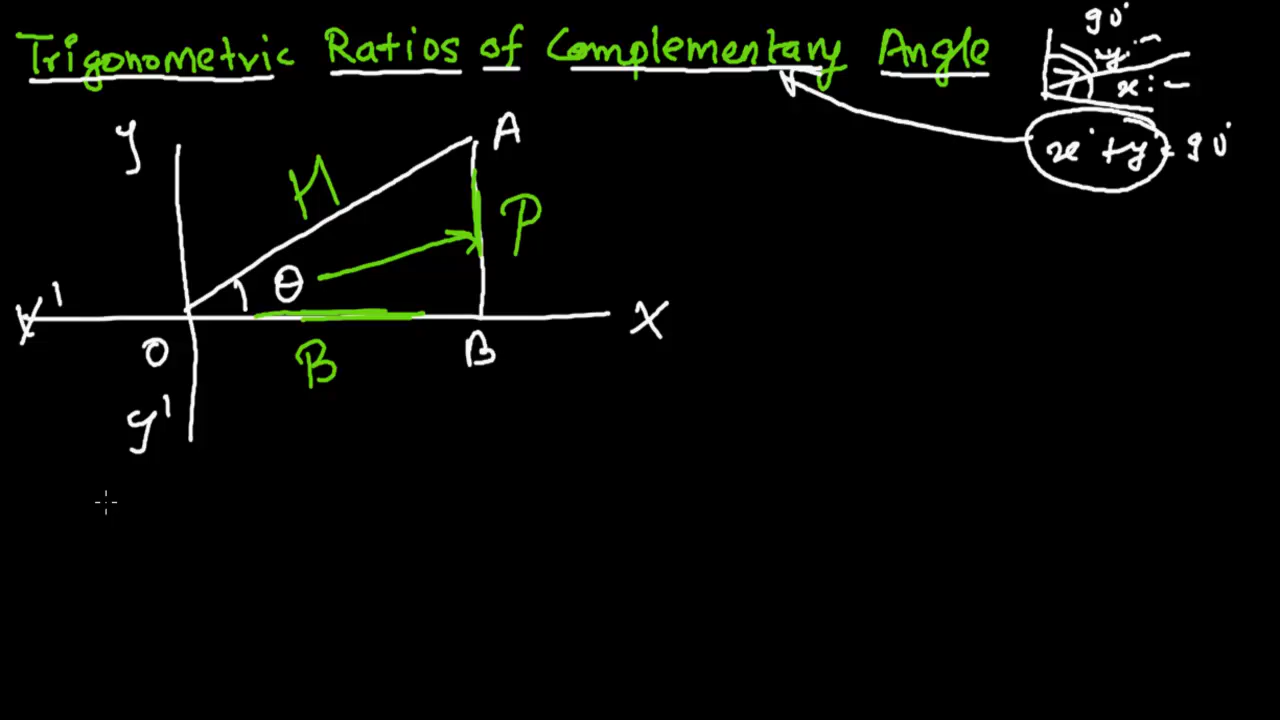 Trigonometric Ratios of Complementary Angle
90°
y:-
x:-
x° + y = 90°
y
A
H
P
θ
X'
X
O
B
B
y'